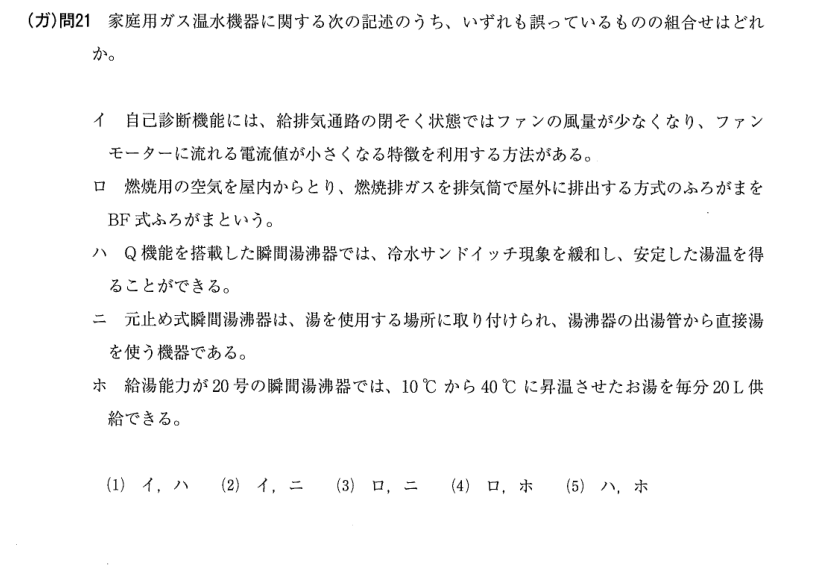 (ガ)問21 家庭用ガス温水機器に関する次の記述のうち、いずれも誤っているものの組合せはどれ
か。
イ 自己診断機能には、給排気通路の閉そく状態ではファンの風量が少なくなり、ファン
モーターに流れる電流値が小さくなる特徴を利用する方法がある。
ロ 燃焼用の空気を屋内からとり、燃焼排ガスを排気筒で屋外に排出する方式のふろがまを
BF式ふろがまという。
ハ Q機能を搭載した瞬間湯沸器では、冷水サンドイッチ現象を緩和し、安定した湯温を得
ることができる。
ニ 元止め式瞬間湯沸器は、湯を使用する場所に取り付けられ、湯沸器の出湯管から直接湯
を使う機器である。
ホ 給湯能力が20号の瞬間湯沸器では、10℃から40℃に昇温させたお湯を毎分20L供
給できる。
(1) イ, ハ (2) イ, ニ (3) ロ, ニ (4) ロ, ホ (5) ハ, ホ